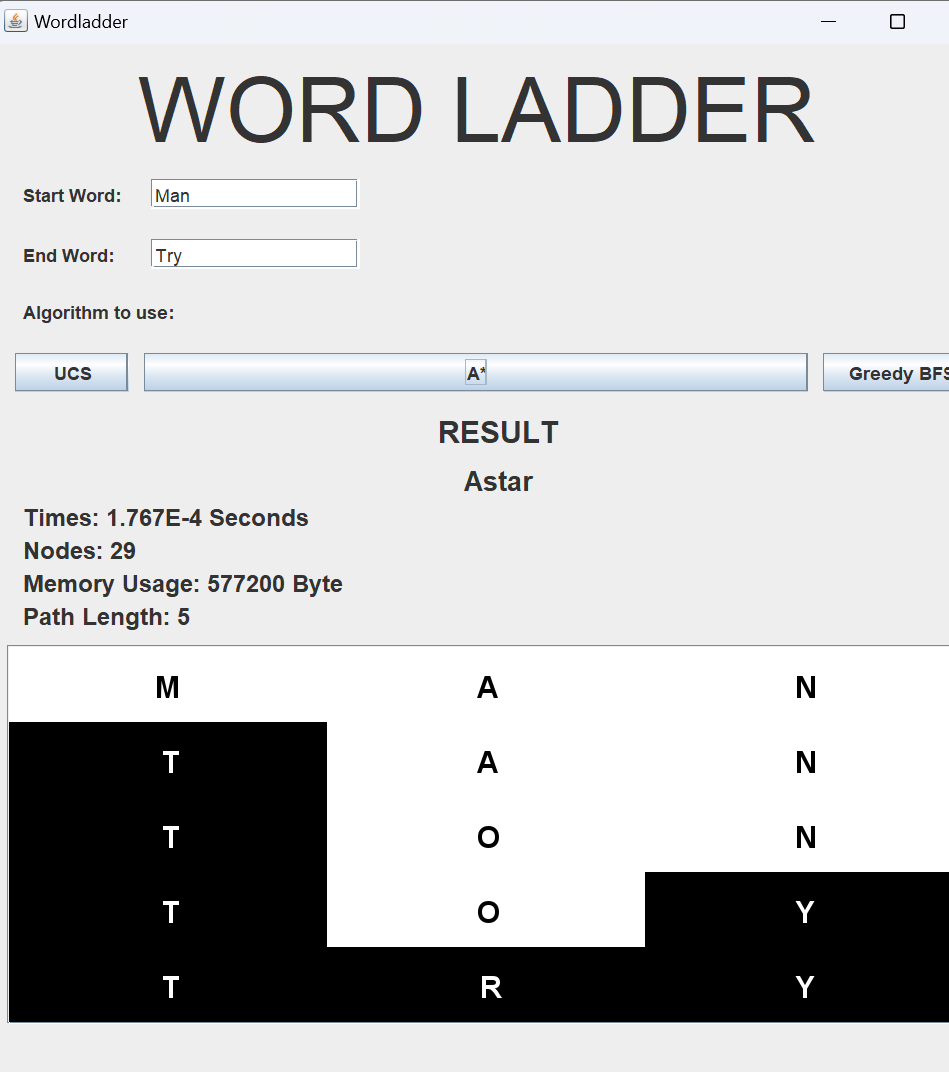 Wordladder
WORD LADDER
Start Word: Man
End Word: Try
Algorithm to use:
UCS A* Greedy BFS
RESULT
Astar
Times: 1.767E-4 Seconds
Nodes: 29
Memory Usage: 577200 Byte
Path Length: 5
M A N
T A N
T O N
T O Y
T R Y